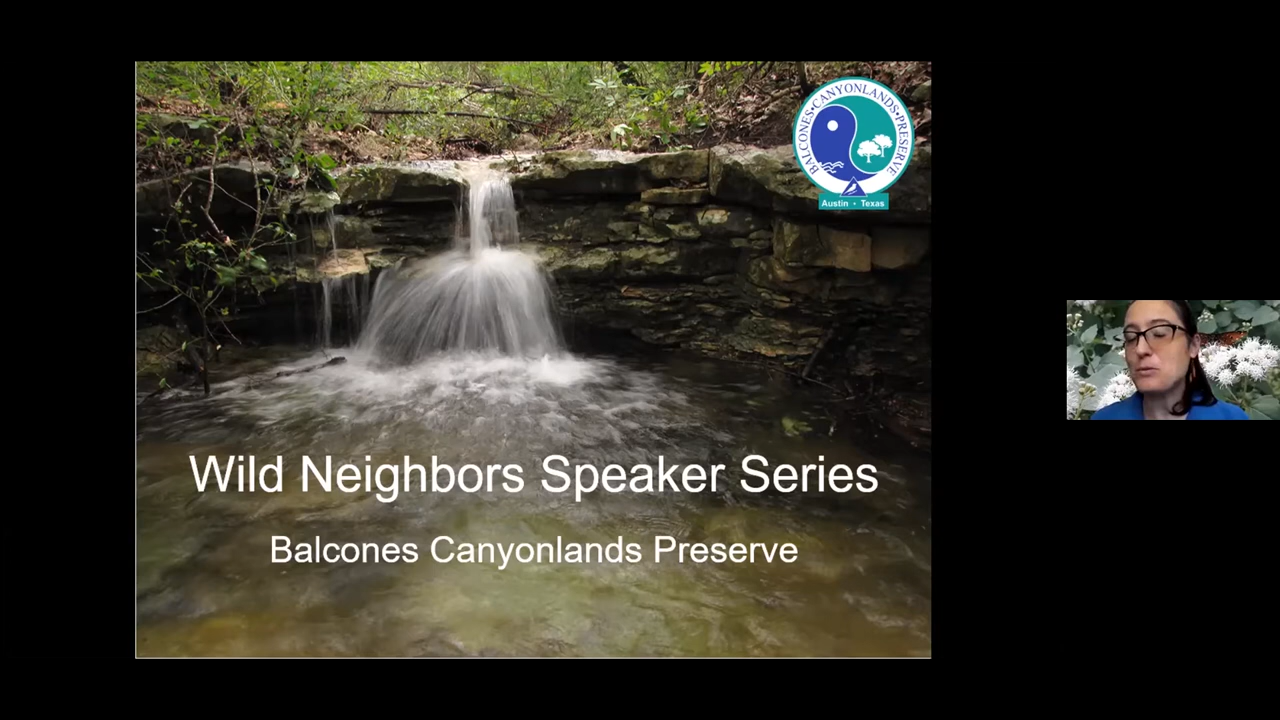 BALCONES•CANYONLANDS•PRESERVE
Austin • Texas
Wild Neighbors Speaker Series
Balcones Canyonlands Preserve